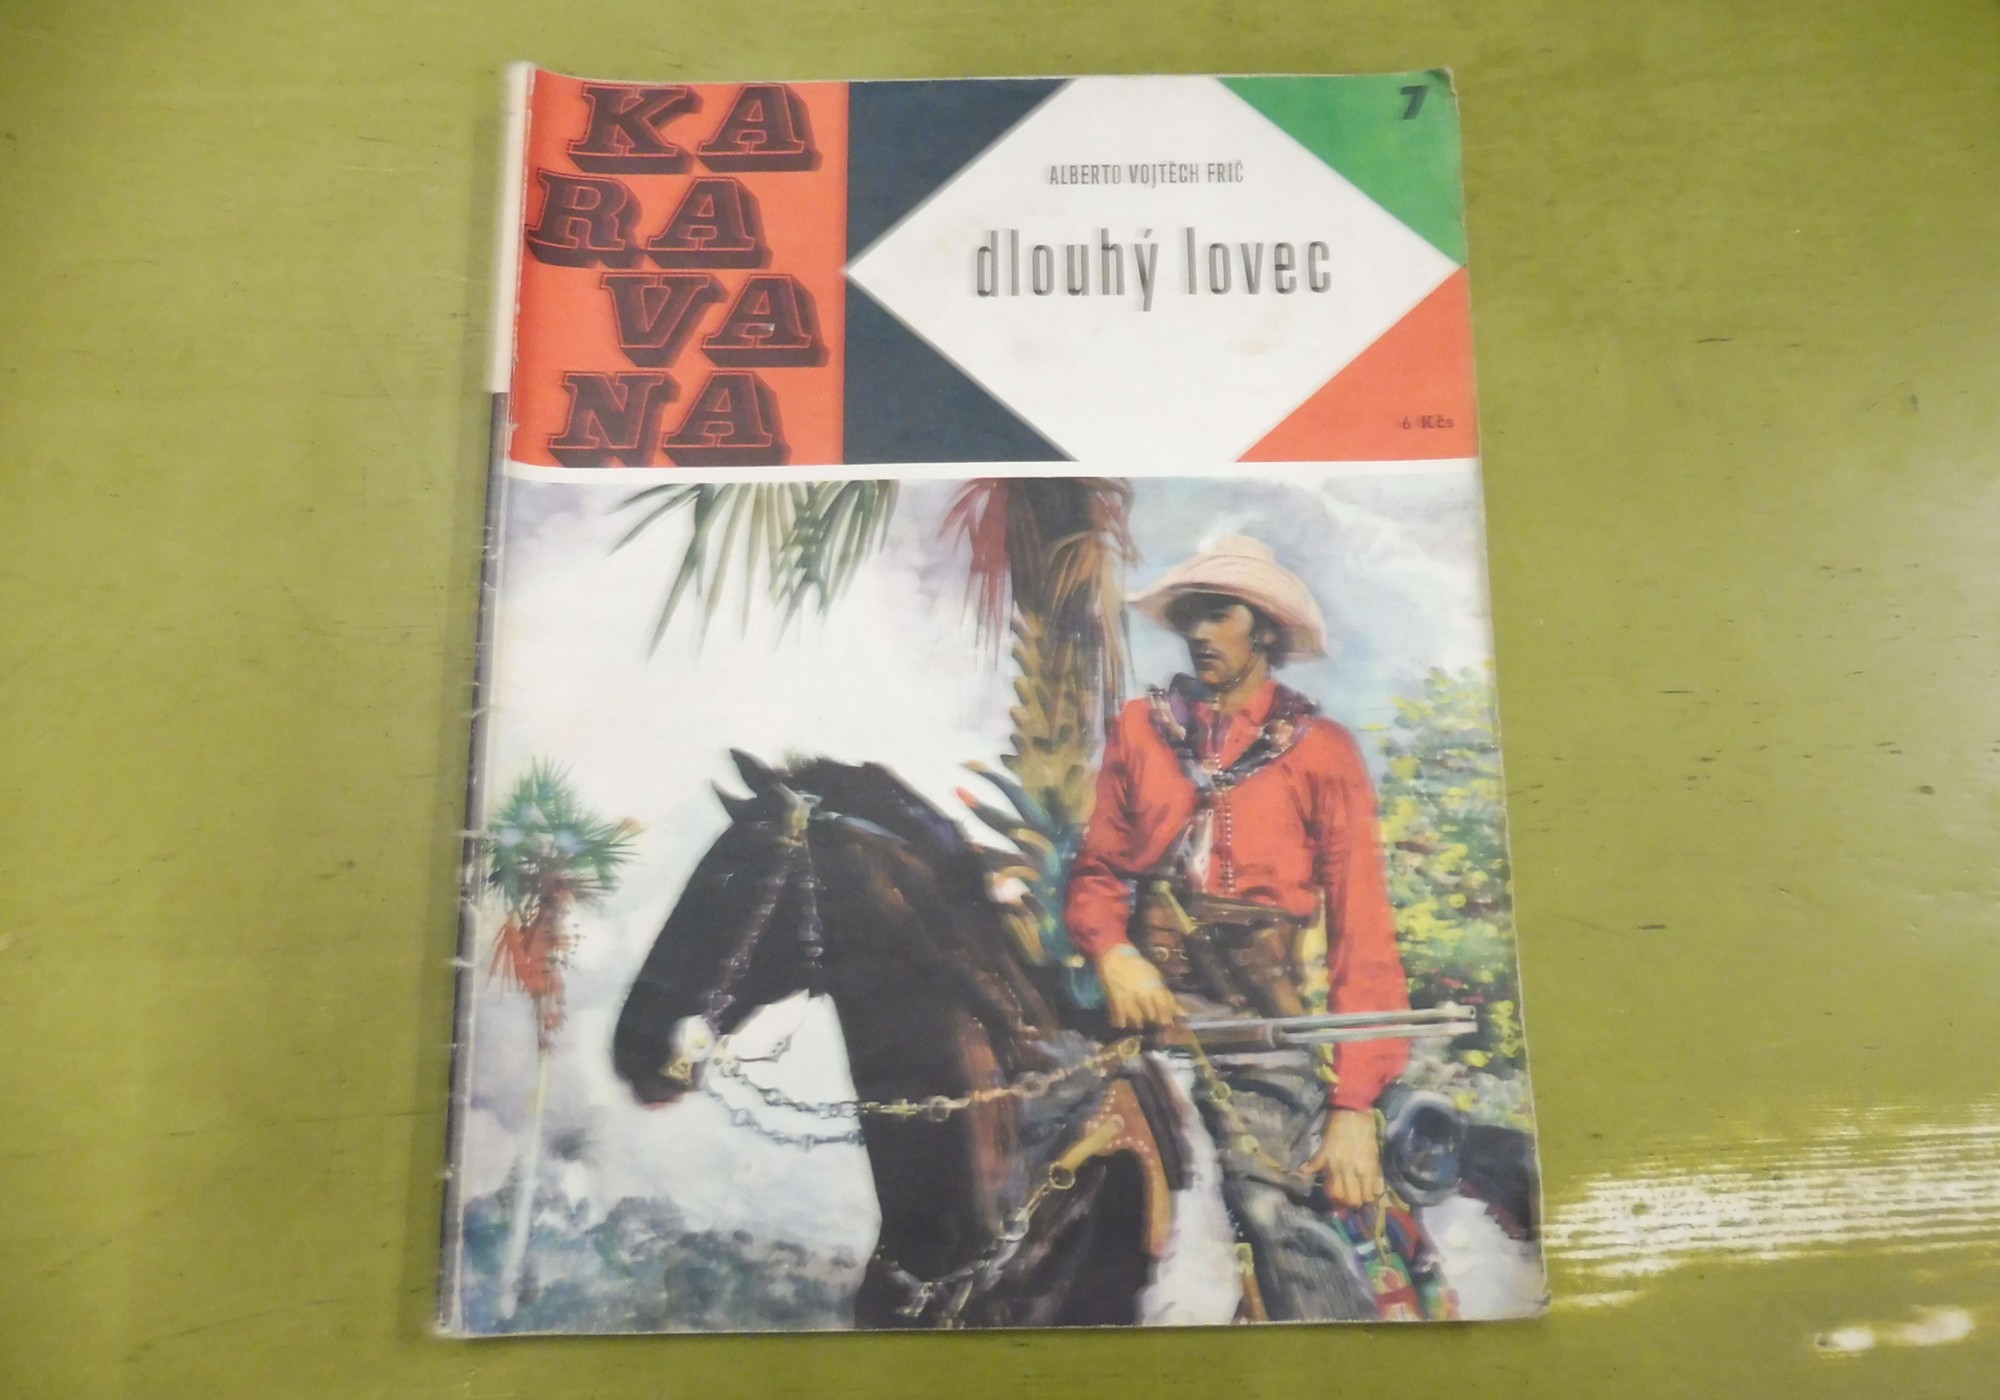 KA
RA
VA
NA
7
ALBERTO VOJTĚCH FRIČ
dlouhý lovec
6 Kčs